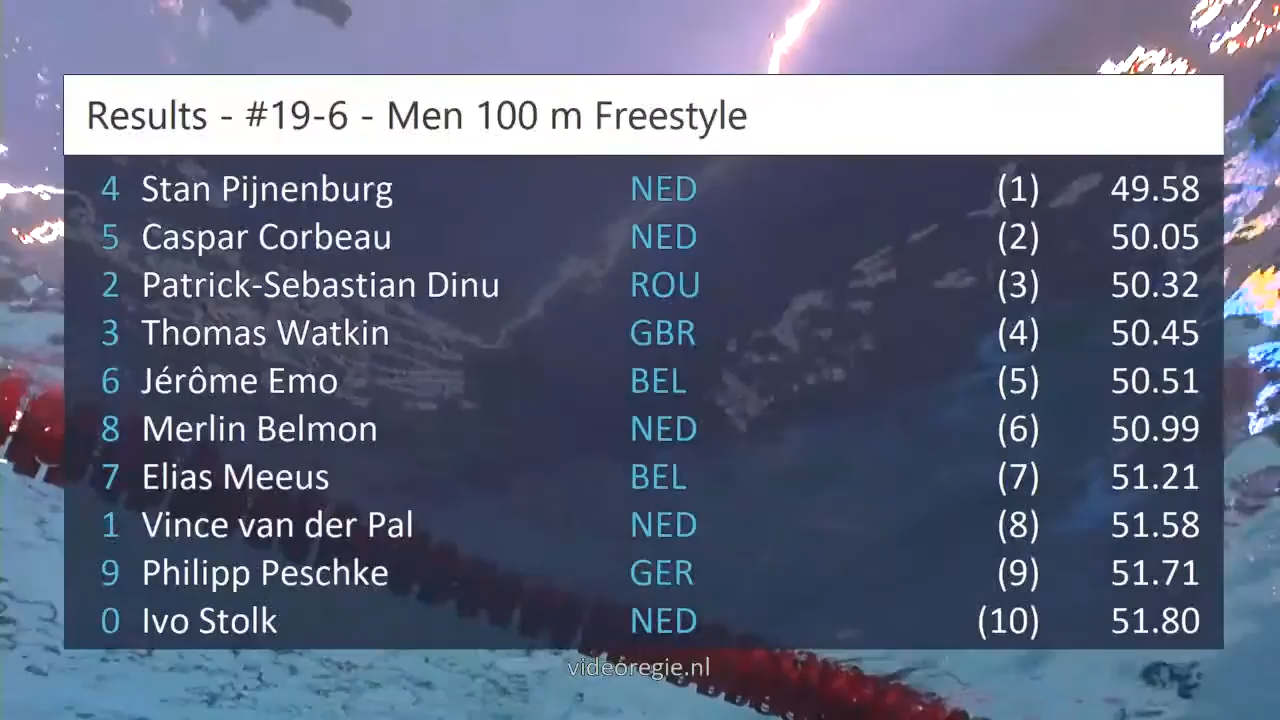 Results - #19-6 - Men 100 m Freestyle
4 Stan Pijnenburg NED (1) 49.58
5 Caspar Corbeau NED (2) 50.05
2 Patrick-Sebastian Dinu ROU (3) 50.32
3 Thomas Watkin GBR (4) 50.45
6 Jérôme Emo BEL (5) 50.51
8 Merlin Belmon NED (6) 50.99
7 Elias Meeus BEL (7) 51.21
1 Vince van der Pal NED (8) 51.58
9 Philipp Peschke GER (9) 51.71
0 Ivo Stolk NED (10) 51.80
videoregie.nl